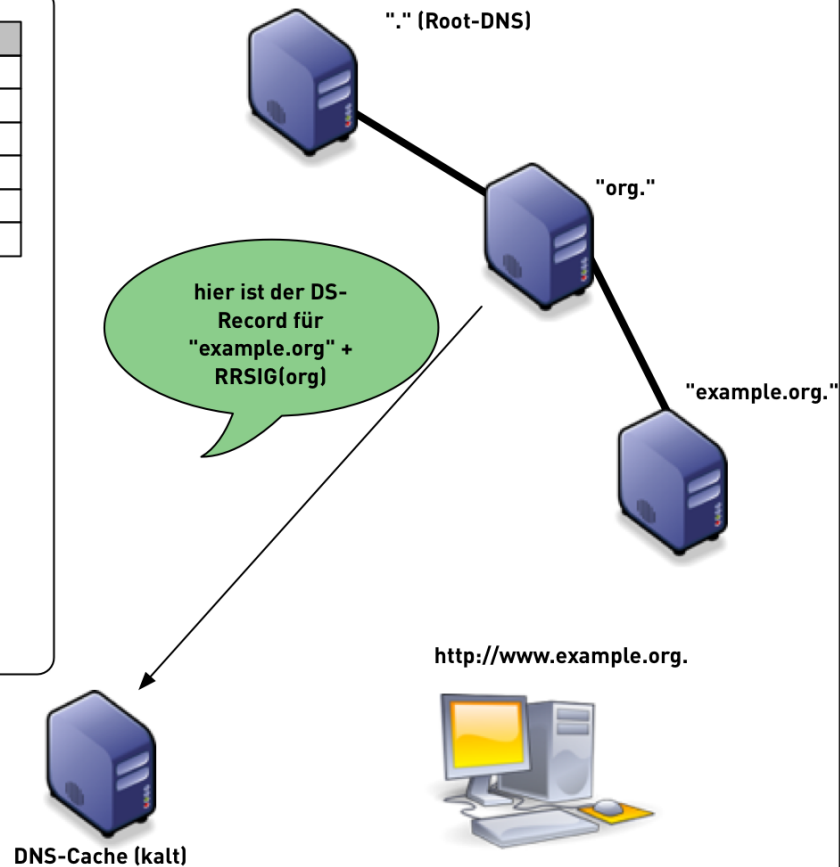 "." (Root-DNS)
"org."
hier ist der DS-
Record für
"example.org" +
RRSIG(org)
"example.org."
http://www.example.org.
DNS-Cache (kalt)